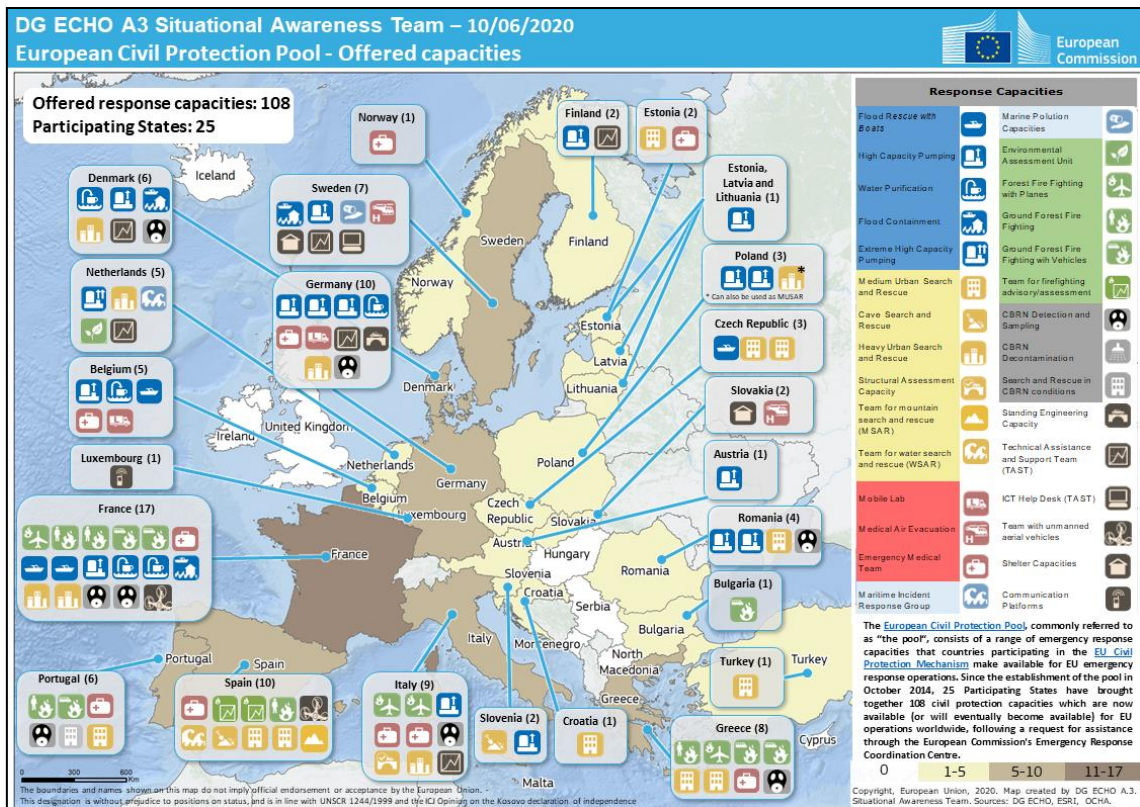 DG ECHO A3 Situational Awareness Team – 10/06/2020
European Civil Protection Pool - Offered capacities
European
Commission
Offered response capacities: 108
Participating States: 25
Norway (1)
Finland (2)
Estonia (2)
Estonia,
Latvia and
Lithuania (1)
Denmark (6)
Sweden (7)
H
Netherlands (5)
Germany (10)
Poland (3)
*
* Can also be used as MUSAR
Czech Republic (3)
Belgium (5)
Slovakia (2)
H
Luxembourg (1)
Austria (1)
France (17)
Romania (4)
Bulgaria (1)
Turkey (1)
Portugal (6)
Spain (10)
Italy (9)
Slovenia (2)
Croatia (1)
Greece (8)
Iceland
Sweden
Finland
Norway
Estonia
Latvia
Lithuania
Denmark
United Kingdom
Ireland
Netherlands
Poland
Germany
Belgium
Luxembourg
Czech
Republic
Slovakia
France
Austria
Hungary
Slovenia
Romania
Croatia
Serbia
Italy
Montenegro
Bulgaria
North
Macedonia
Portugal
Spain
Greece
Turkey
Cyprus
Malta
0 300 600
Km
The boundaries and names shown on this map do not imply official endorsement or acceptance by the European Union. -
This designation is without prejudice to positions on status, and is in line with UNSCR 1244/1999 and the ICJ Opinion on the Kosovo declaration of independence
Response Capacities
Flood Rescue with
Boats
High Capacity Pumping
Water Purification
Flood Containment
Extreme High Capacity
Pumping
Medium Urban Search
and Rescue
Cave Search and
Rescue
Heavy Urban Search
and Rescue
Structural Assessment
Capacity
Team for mountain
search and rescue
(MSAR)
Team for water search
and rescue (WSAR)
Mobile Lab
Medical Air Evacuation
H
Emergency Medical
Team
Maritime Incident
Response Group
Marine Polution
Capacities
Environmental
Assessment Unit
Forest Fire Fighting
with Planes
Ground Forest Fire
Fighting
Ground Forest Fire
Fighting wih Vehicles
Team for firefighting
advisory/assessment
CBRN Detection and
Sampling
CBRN
Decontamination
Search and Rescue in
CBRN conditions
Standing Engineering
Capacity
Technical Assistance
and Support Team
(TAST)
ICT Help Desk (TAST)
Team with unmanned
aerial vehicles
Shelter Capacities
Communication
Platforms
The European Civil Protection Pool, commonly referred to
as “the pool”, consists of a range of emergency response
capacities that countries participating in the EU Civil
Protection Mechanism make available for EU emergency
response operations. Since the establishment of the pool in
October 2014, 25 Participating States have brought
together 108 civil protection capacities which are now
available (or will eventually become available) for EU
operations worldwide, following a request for assistance
through the European Commission’s Emergency Response
Coordination Centre.
0 1-5 5-10 11-17
Copyright, European Union, 2020. Map created by DG ECHO A.3.
Situational Awareness Team. Sources: DG ECHO, ESRI, OCHA.